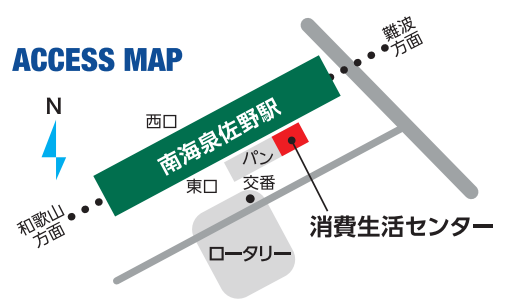 ACCESS MAP
難波
方面
N
西口
南海泉佐野駅
パン
東口
交番
和歌山
方面
消費生活センター
ロータリー